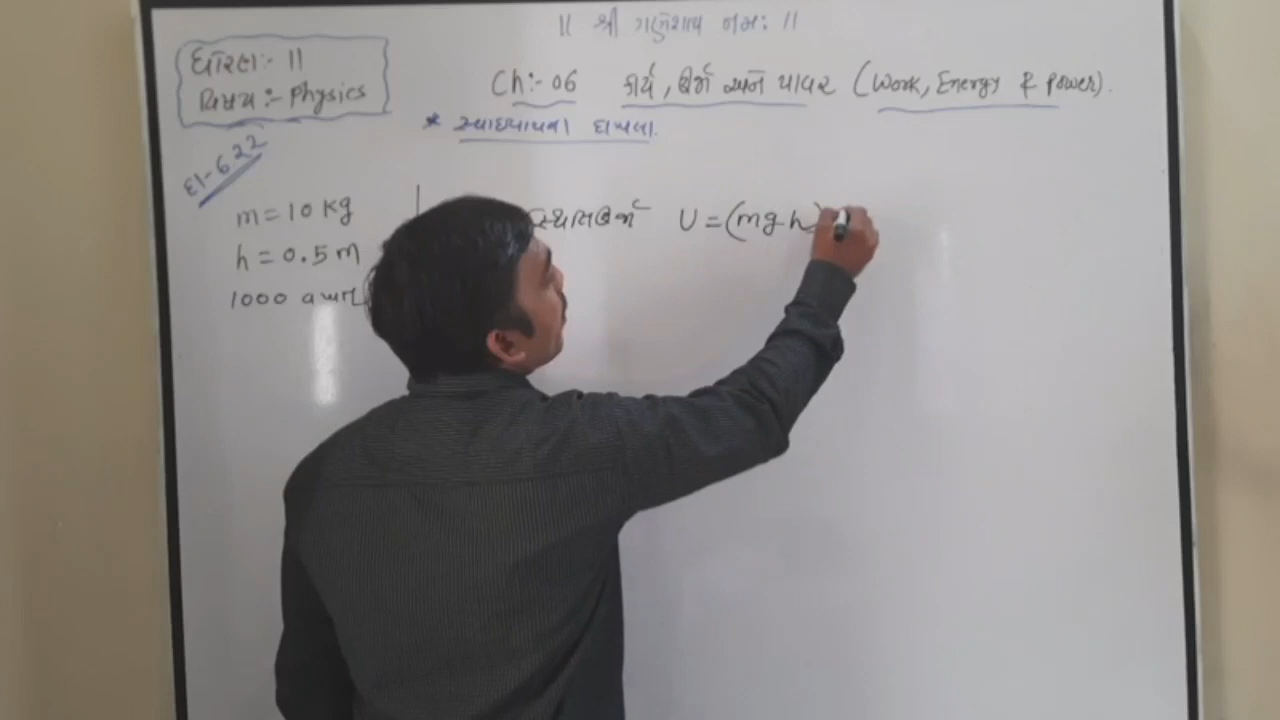 || श्री ગણેશાય નમ: ||
ધોરણ:- 11
વિષય:- Physics
Ch:- 06 કાર્ય, ઊર્જા અને પાવર (Work, Energy & Power).
* સ્વાધ્યાયના દાખલા.
દા-6.22
m = 10 kg
h = 0.5 m
1000 વખત
સ્થિતિઊર્જા U = (mgh)